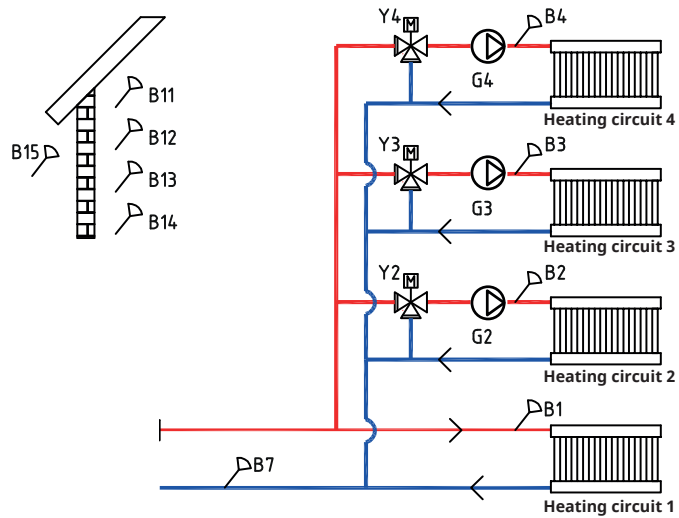 Y4
M
B4
G4
Heating circuit 4
B11
B12
B13
B14
B15
Y3
M
B3
G3
Heating circuit 3
Y2
M
B2
G2
Heating circuit 2
B1
B7
Heating circuit 1